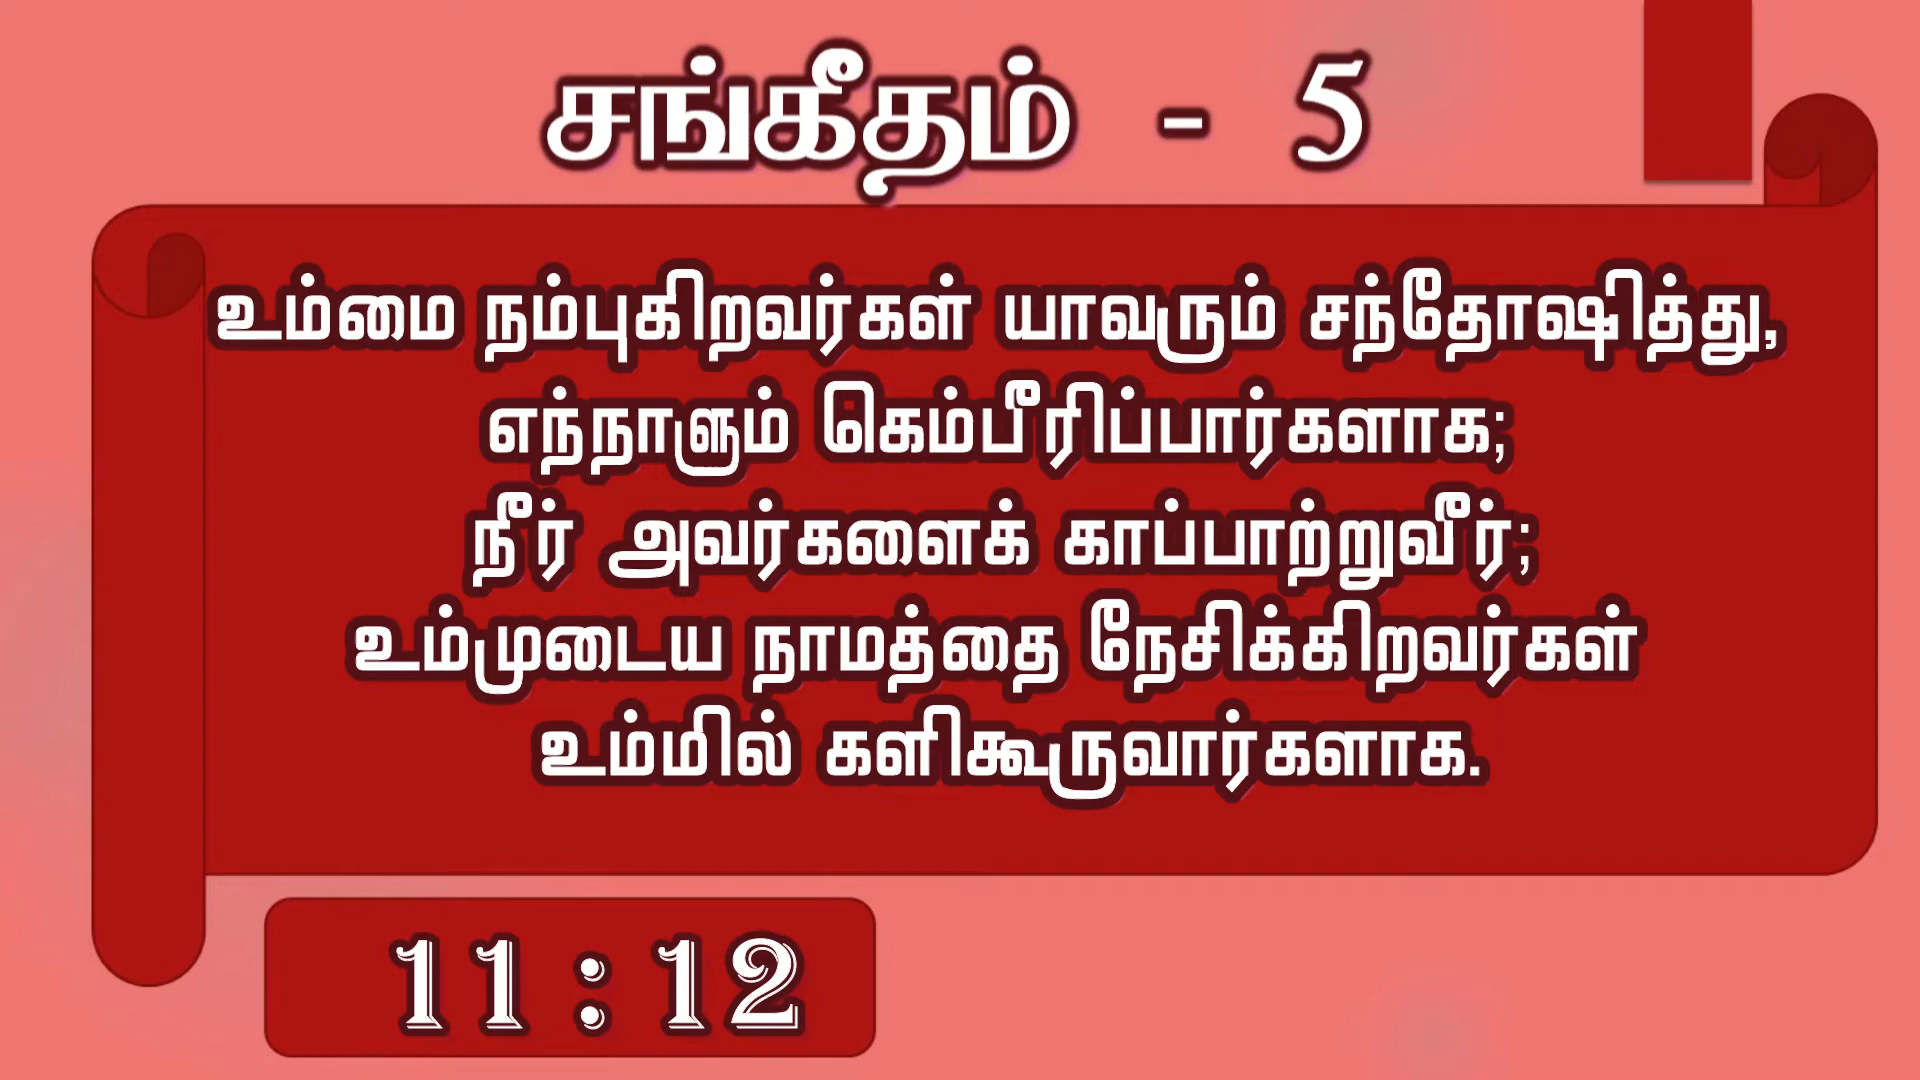 சங்கீதம் - 5
உம்மை நம்புகிறவர்கள் யாவரும் சந்தோஷித்து,
எந்நாளும் கெம்பீரிப்பார்களாக;
நீர் அவர்களைக் காப்பாற்றுவீர்;
உம்முடைய நாமத்தை நேசிக்கிறவர்கள்
உம்மில் களிகூருவார்களாக.
11 : 12